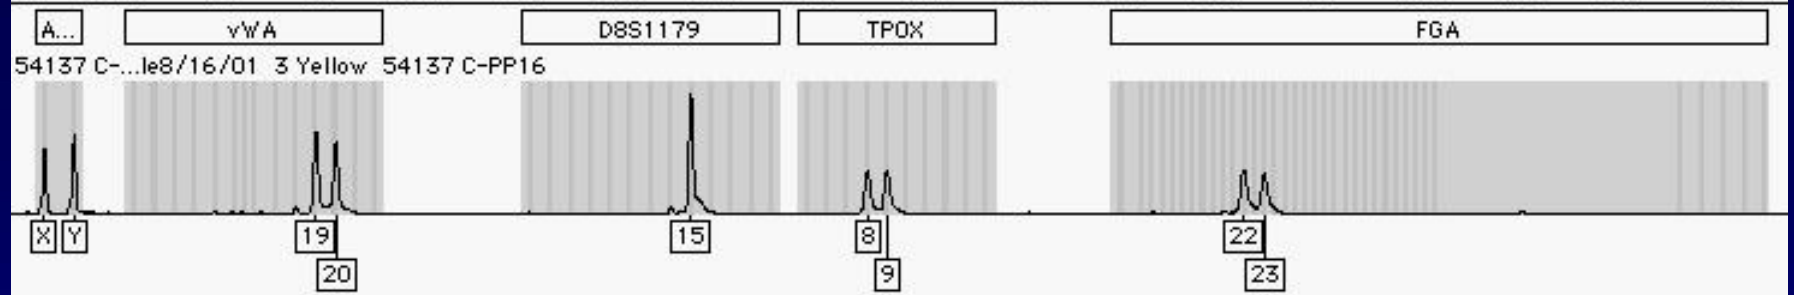 A... vWA D8S1179 TPOX FGA
54137 C-...le8/16/01 3 Yellow 54137 C-PP16
X Y 19 15 8 22
20 9 23